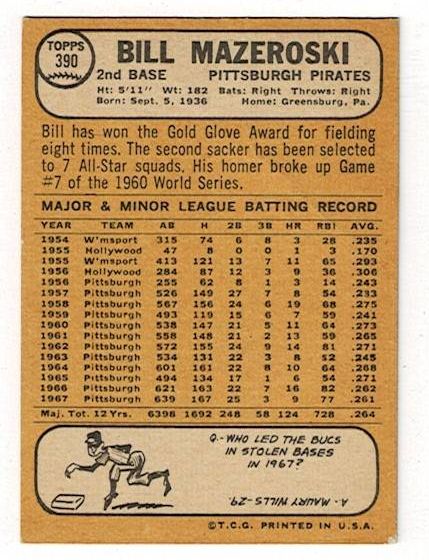 TOPPS
390
BILL MAZEROSKI
2nd BASE PITTSBURGH PIRATES
Ht: 5'11" Wt: 182 Bats: Right Throws: Right
Born: Sept. 5, 1936 Home: Greensburg, Pa.
Bill has won the Gold Glove Award for fielding
eight times. The second sacker has been selected
to 7 All-Star squads. His homer broke up Game
#7 of the 1960 World Series.
MAJOR & MINOR LEAGUE BATTING RECORD
YEAR TEAM AB H 2B 3B HR RBI AVG.
1954 W'msport 315 74 6 8 3 28 .235
1955 Hollywood 47 8 0 0 1 3 .170
1955 W'msport 413 121 13 7 11 65 .293
1956 Hollywood 284 87 12 3 9 36 .306
1956 Pittsburgh 255 62 8 1 3 14 .243
1957 Pittsburgh 526 149 27 7 8 54 .283
1958 Pittsburgh 567 156 24 6 19 68 .275
1959 Pittsburgh 493 119 15 6 7 59 .241
1960 Pittsburgh 538 147 21 5 11 64 .273
1961 Pittsburgh 558 148 21 2 13 59 .265
1962 Pittsburgh 572 155 24 9 14 81 .271
1963 Pittsburgh 534 131 22 3 8 52 .245
1964 Pittsburgh 601 161 22 8 10 64 .268
1965 Pittsburgh 494 134 17 1 6 54 .271
1966 Pittsburgh 621 163 22 7 16 82 .262
1967 Pittsburgh 639 167 25 3 9 77 .261
Maj. Tot. 12 Yrs. 6398 1692 248 58 124 728 .264
Q.-WHO LED THE BUCS
IN STOLEN BASES
IN 1967?
A.-MAURY WILLS-29.
©T.C.G. PRINTED IN U.S.A.